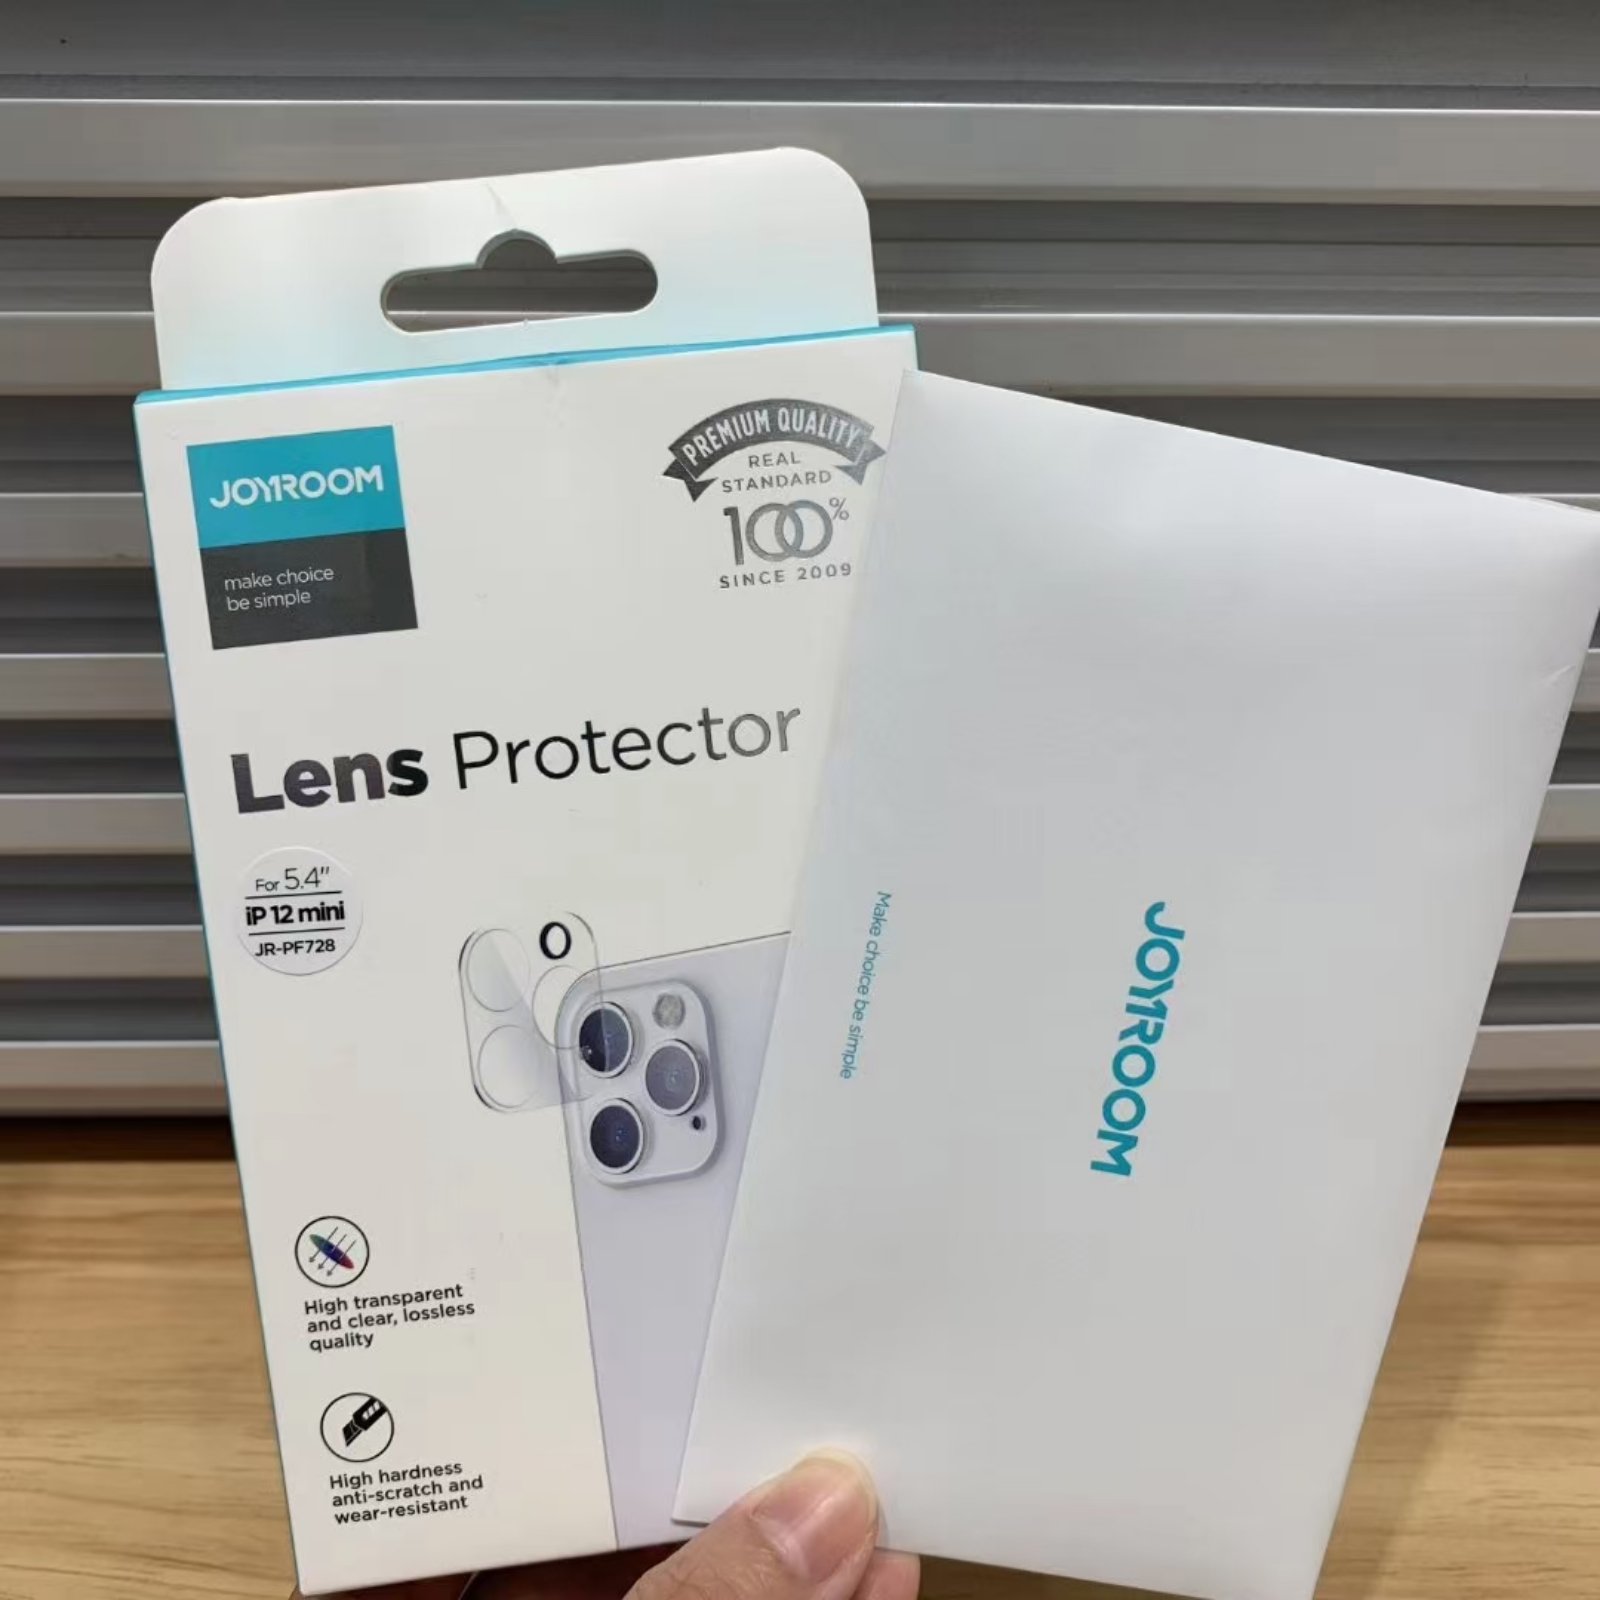 JOYROOM
make choice
be simple
PREMIUM QUALITY
REAL
STANDARD
100%
SINCE 2009
Lens Protector
For 5.4"
iP 12 mini
JR-PF728
High transparent
and clear, lossless
quality
High hardness
anti-scratch and
wear-resistant
Make choice be simple
JOYROOM